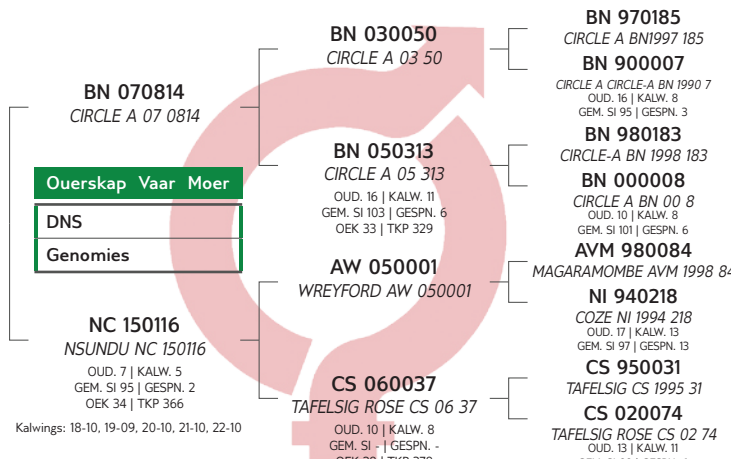 BN 070814
CIRCLE A 07 0814
Ouerskap Vaar Moer
DNS
Genomies
NC 150116
NSUNDU NC 150116
OUD. 7 | KALW. 5
GEM. SI 95 | GESPN. 2
OEK 34 | TKP 366
Kalwings: 18-10, 19-09, 20-10, 21-10, 22-10
BN 030050
CIRCLE A 03 50
BN 050313
CIRCLE A 05 313
OUD. 16 | KALW. 11
GEM. SI 103 | GESPN. 6
OEK 33 | TKP 329
AW 050001
WREYFORD AW 050001
CS 060037
TAFELSIG ROSE CS 06 37
OUD. 10 | KALW. 8
GEM. SI - | GESPN. -
BN 970185
CIRCLE A BN1997 185
BN 900007
CIRCLE A CIRCLE-A BN 1990 7
OUD. 16 | KALW. 8
GEM. SI 95 | GESPN. 3
BN 980183
CIRCLE-A BN 1998 183
BN 000008
CIRCLE A BN 00 8
OUD. 10 | KALW. 8
GEM. SI 101 | GESPN. 6
AVM 980084
MAGARAMOMBE AVM 1998 84
NI 940218
COZE NI 1994 218
OUD. 17 | KALW. 13
GEM. SI 97 | GESPN. 13
CS 950031
TAFELSIG CS 1995 31
CS 020074
TAFELSIG ROSE CS 02 74
OUD. 13 | KALW. 11